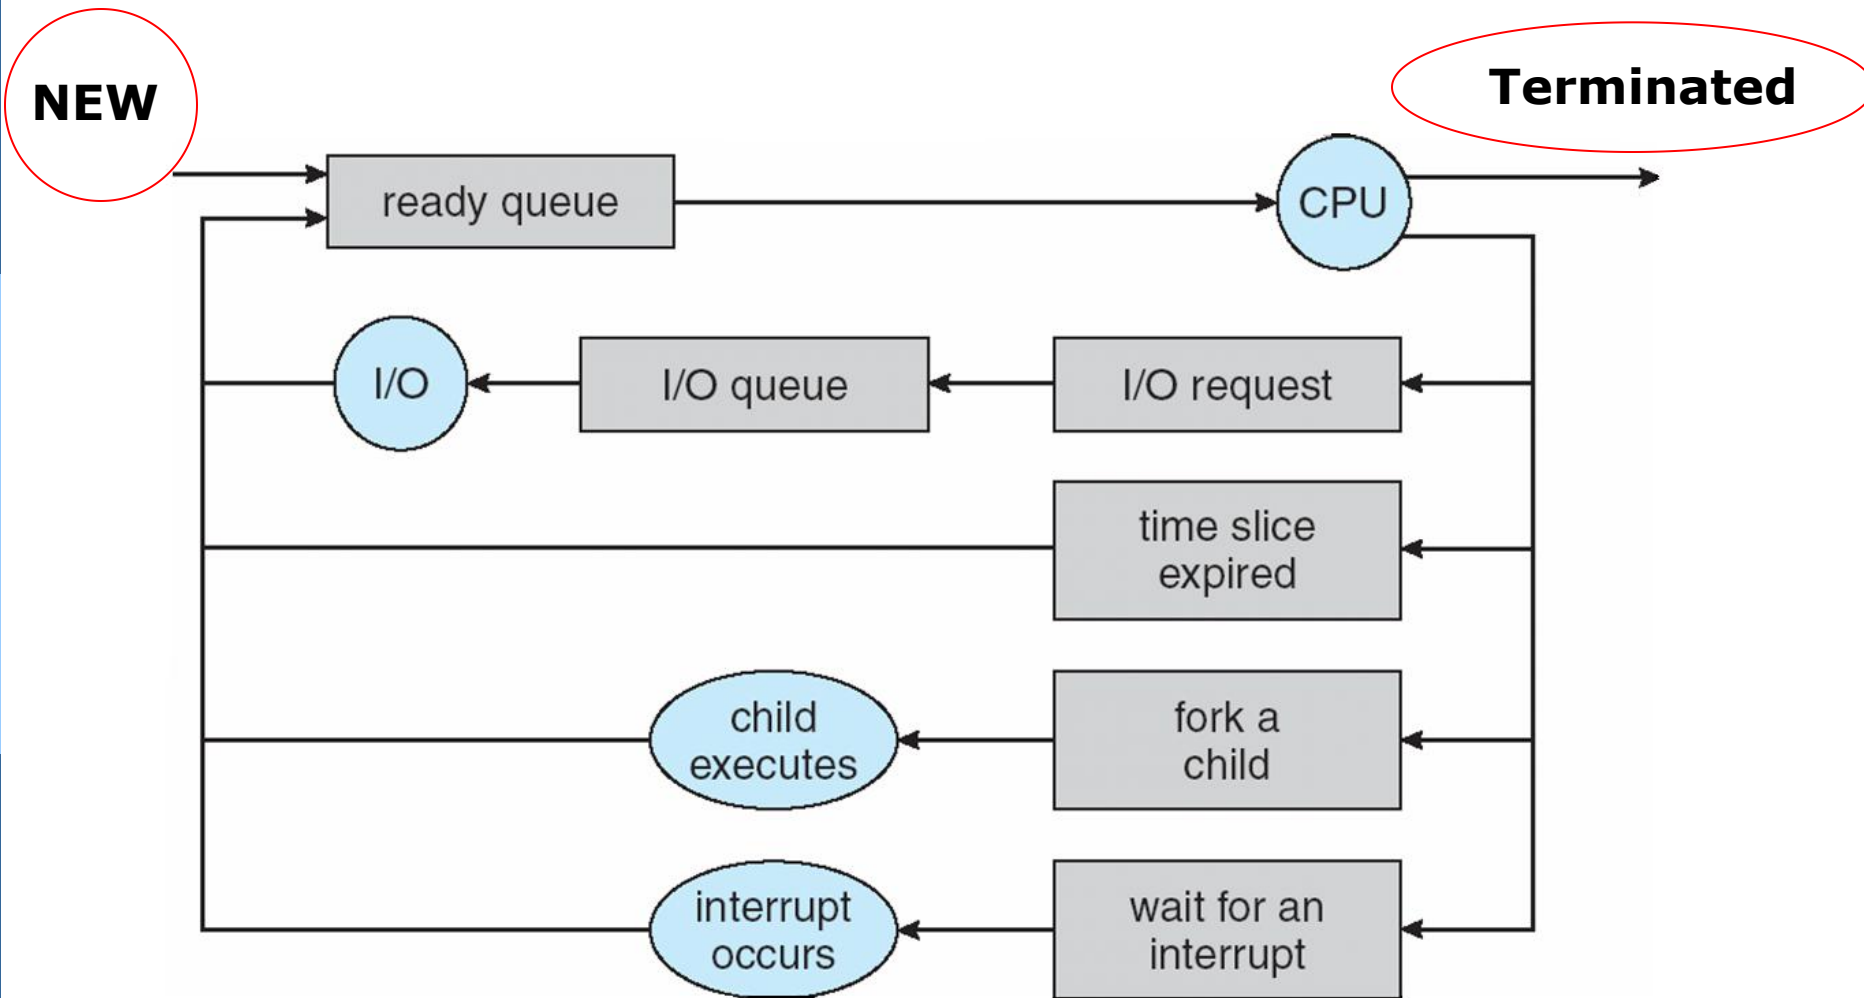 NEW
Terminated
ready queue
CPU
I/O
I/O queue
I/O request
time slice
expired
child
executes
fork a
child
interrupt
occurs
wait for an
interrupt